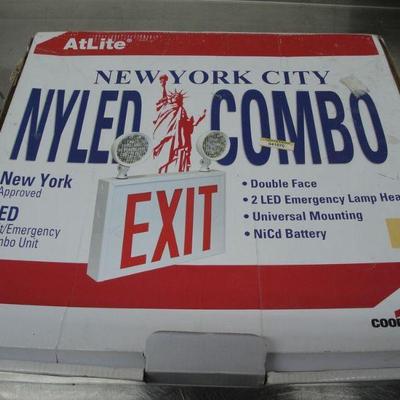 AtLite®
NEW YORK CITY
NYLED COMBO
New York
Approved
ED
t/Emergency
mbo Unit
EXIT
• Double Face
• 2 LED Emergency Lamp Hea
• Universal Mounting
• NiCd Battery
COO